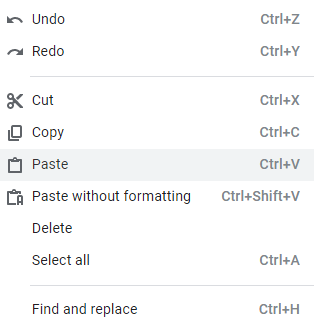 Undo Ctrl+Z
Redo Ctrl+Y
Cut Ctrl+X
Copy Ctrl+C
Paste Ctrl+V
Paste without formatting Ctrl+Shift+V
Delete
Select all Ctrl+A
Find and replace Ctrl+H